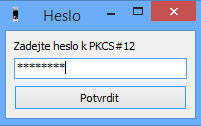 Heslo
Zadejte heslo k PKCS#12
********
Potvrdit